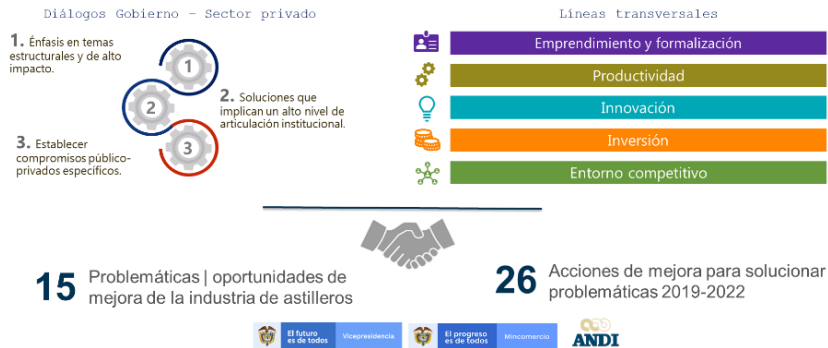 Diálogos Gobierno – Sector privado
1. Énfasis en temas
estructurales y de alto
impacto.
1
2
3
2. Soluciones que
implican un alto nivel de
articulación institucional.
3. Establecer
compromisos público-
privados específicos.
Líneas transversales
Emprendimiento y formalización
Productividad
Innovación
Inversión
Entorno competitivo
15 Problemáticas | oportunidades de
mejora de la industria de astilleros
26 Acciones de mejora para solucionar
problemáticas 2019-2022
El futuro
es de todos
Vicepresidencia
El progreso
es de todos
Mincomercio
ANDI